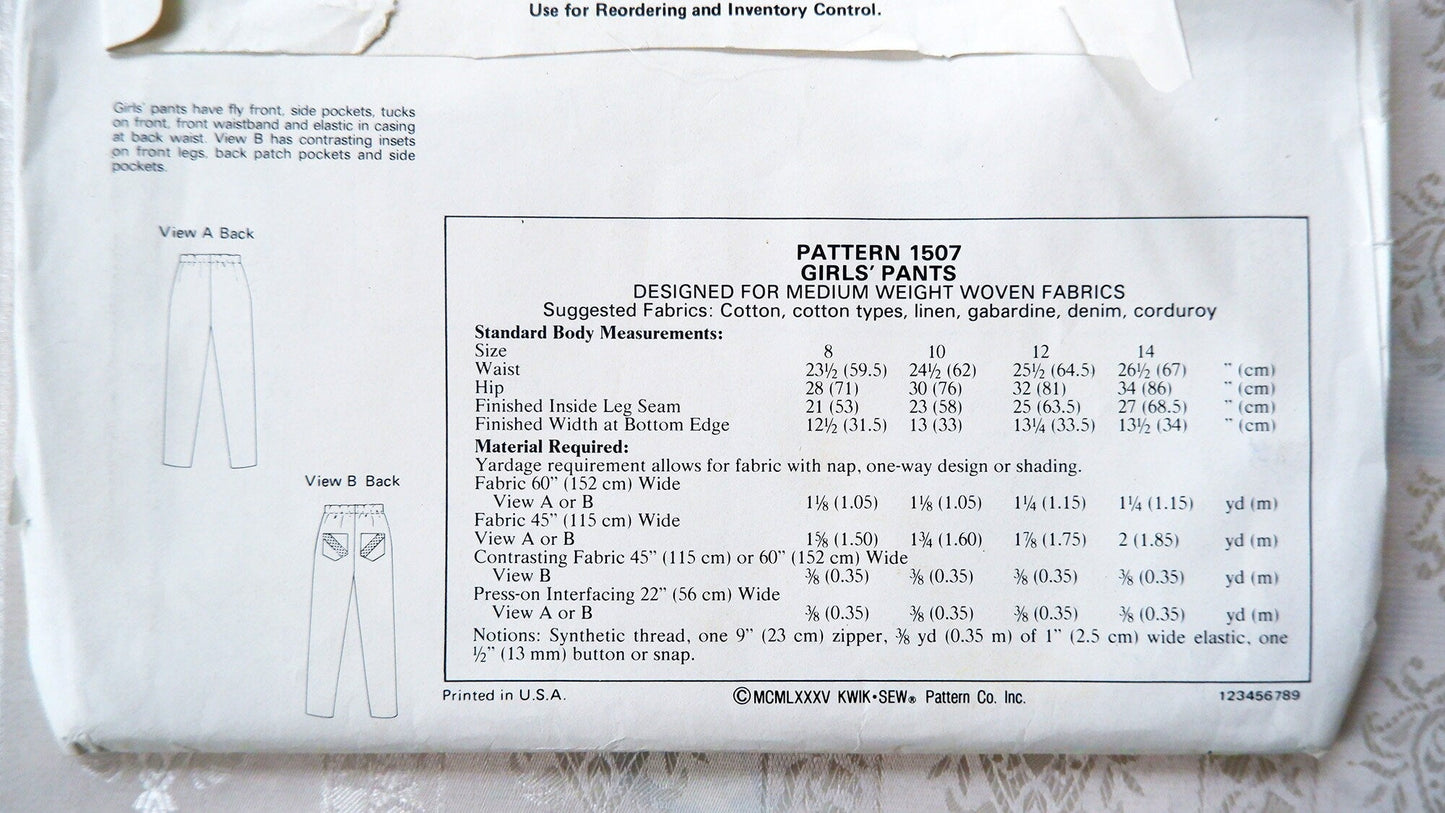 Use for Reordering and Inventory Control.
Girls' pants have fly front, side pockets, tucks
on front, front waistband and elastic in casing
at back waist. View B has contrasting insets
on front legs, back patch pockets and side
pockets.
View A Back
View B Back
PATTERN 1507
GIRLS' PANTS
DESIGNED FOR MEDIUM WEIGHT WOVEN FABRICS
Suggested Fabrics: Cotton, cotton types, linen, gabardine, denim, corduroy
Standard Body Measurements:
Size 8 10 12 14
Waist 23½ (59.5) 24½ (62) 25½ (64.5) 26½ (67) " (cm)
Hip 28 (71) 30 (76) 32 (81) 34 (86) " (cm)
Finished Inside Leg Seam 21 (53) 23 (58) 25 (63.5) 27 (68.5) " (cm)
Finished Width at Bottom Edge 12½ (31.5) 13 (33) 13¼ (33.5) 13½ (34) " (cm)
Material Required:
Yardage requirement allows for fabric with nap, one-way design or shading.
Fabric 60" (152 cm) Wide
View A or B 1⅛ (1.05) 1⅛ (1.05) 1¼ (1.15) 1¼ (1.15) yd (m)
Fabric 45" (115 cm) Wide
View A or B 1⅝ (1.50) 1¾ (1.60) 1⅞ (1.75) 2 (1.85) yd (m)
Contrasting Fabric 45" (115 cm) or 60" (152 cm) Wide
View B ⅜ (0.35) ⅜ (0.35) ⅜ (0.35) ⅜ (0.35) yd (m)
Press-on Interfacing 22" (56 cm) Wide
View A or B ⅜ (0.35) ⅜ (0.35) ⅜ (0.35) ⅜ (0.35) yd (m)
Notions: Synthetic thread, one 9" (23 cm) zipper, ⅜ yd (0.35 m) of 1" (2.5 cm) wide elastic, one
½" (13 mm) button or snap.
Printed in U.S.A. ©MCMLXXXV KWIK•SEW® Pattern Co. Inc. 123456789